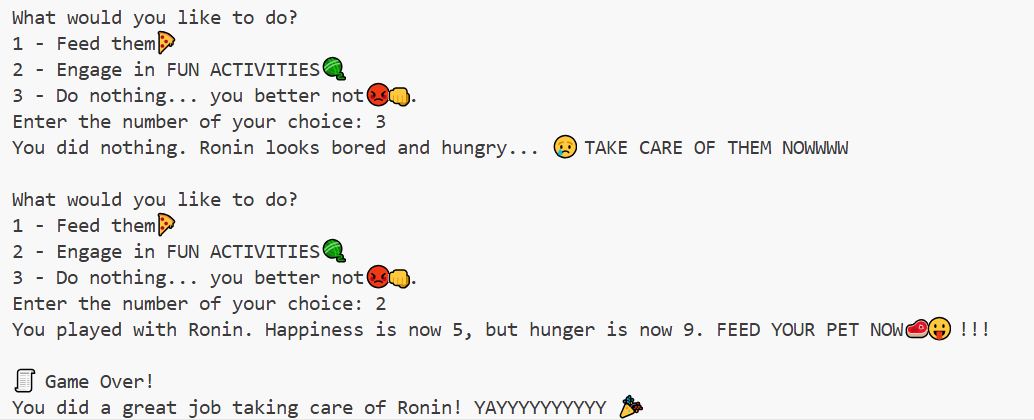 What would you like to do?
1 - Feed them🍕
2 - Engage in FUN ACTIVITIES🧶
3 - Do nothing... you better not😡👊.
Enter the number of your choice: 3
You did nothing. Ronin looks bored and hungry... 😢 TAKE CARE OF THEM NOWWWW
What would you like to do?
1 - Feed them🍕
2 - Engage in FUN ACTIVITIES🧶
3 - Do nothing... you better not😡👊.
Enter the number of your choice: 2
You played with Ronin. Happiness is now 5, but hunger is now 9. FEED YOUR PET NOW🥩😛 !!!
🧾 Game Over!
You did a great job taking care of Ronin! YAYYYYYYYYYY 🎉